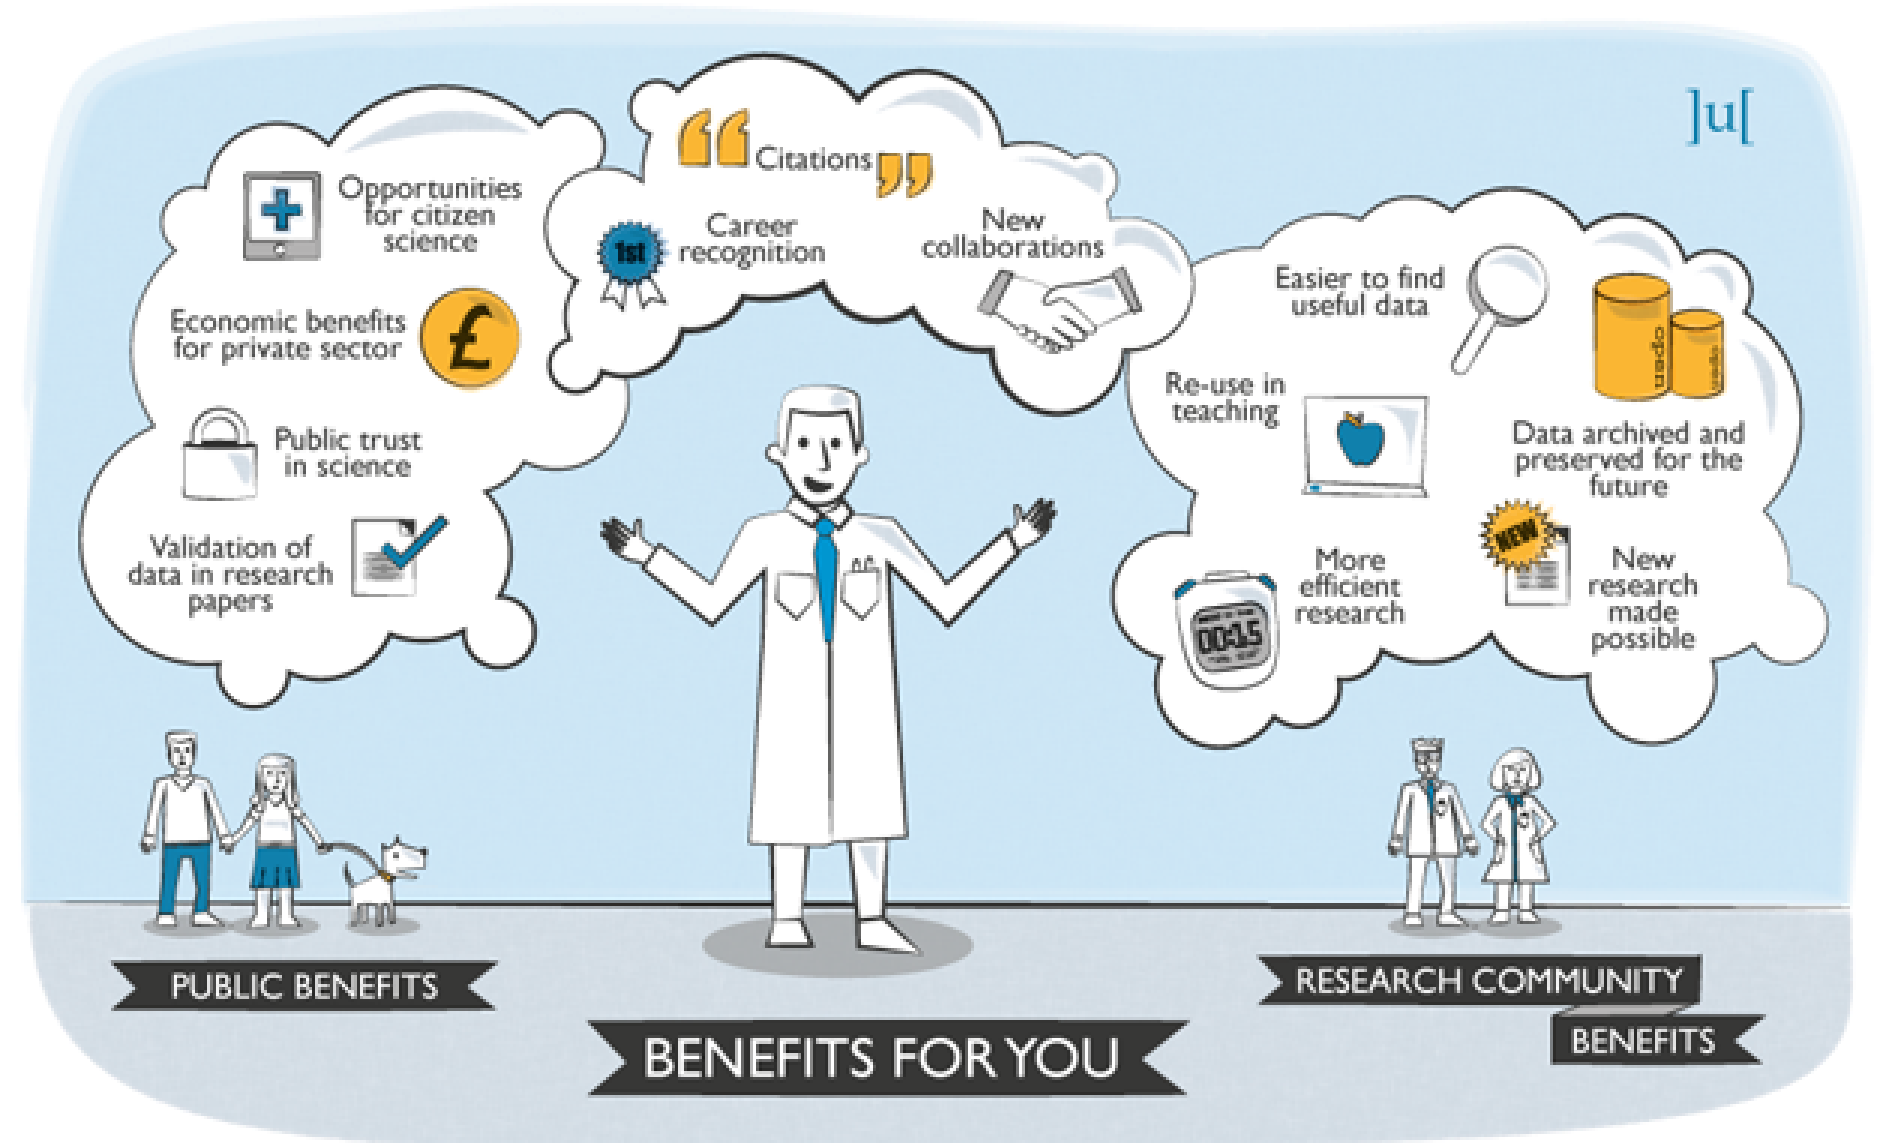 ]u[
Opportunities
for citizen
science
Economic benefits
for private sector
£
Public trust
in science
Validation of
data in research
papers
“ Citations ”
1st
Career
recognition
New
collaborations
Easier to find
useful data
open
open
Re-use in
teaching
Data archived and
preserved for the
future
More
efficient
research
00:15
NEW
New
research
made
possible
PUBLIC BENEFITS
BENEFITS FOR YOU
RESEARCH COMMUNITY
BENEFITS